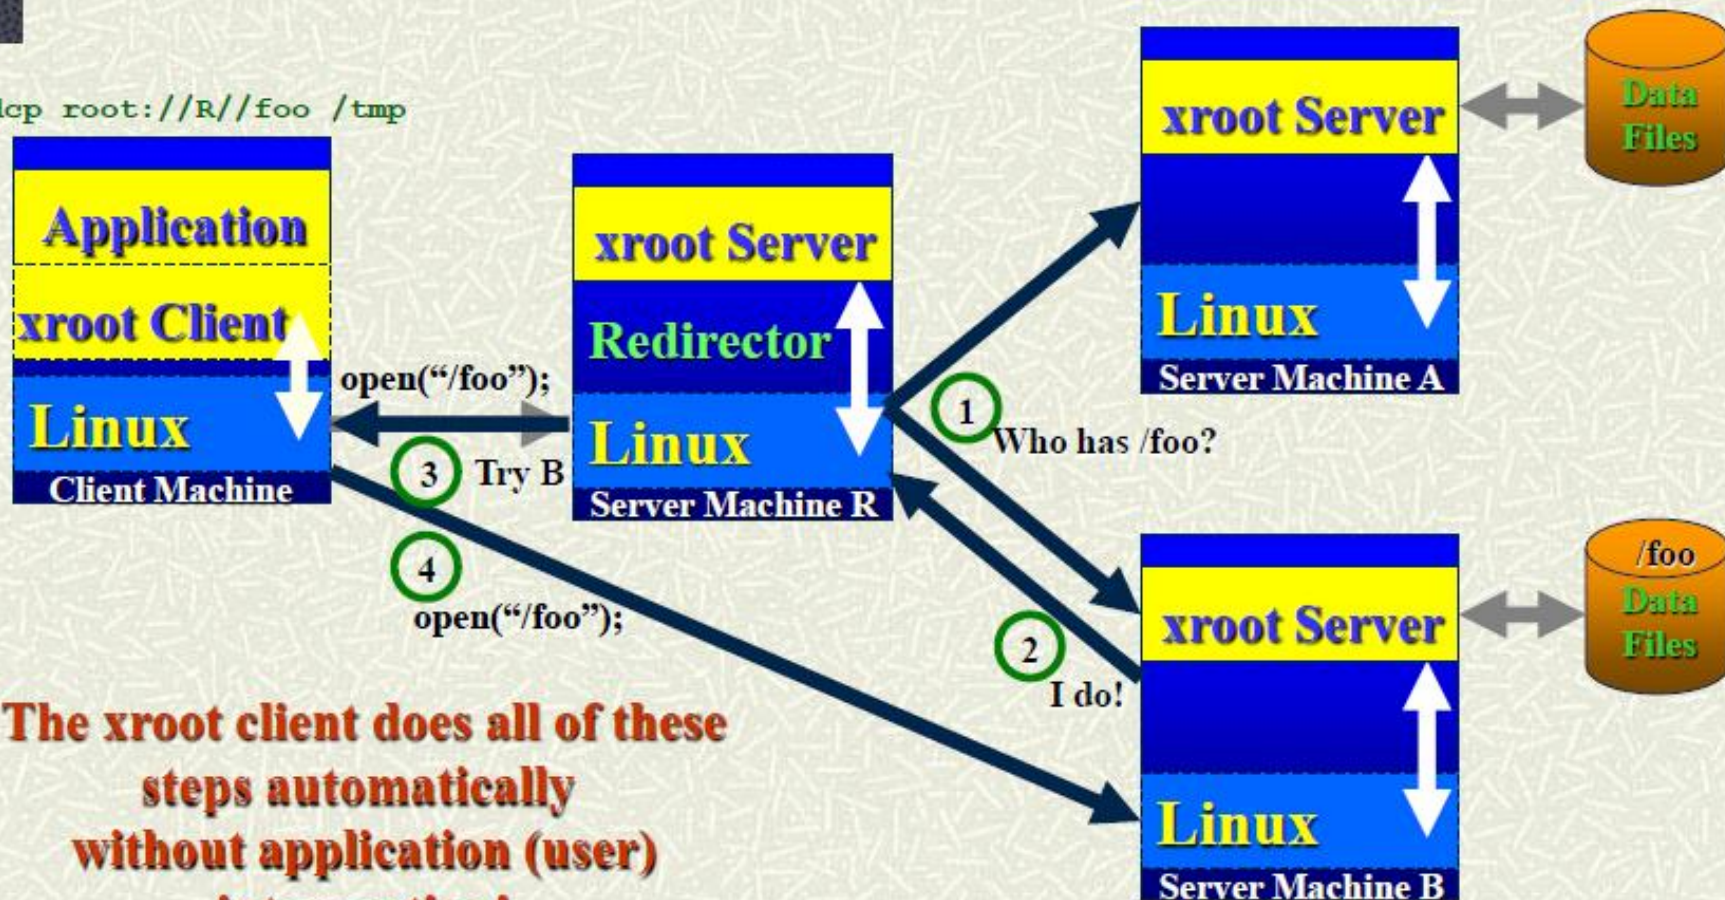 root://R//foo /tmp
Application
xroot Client
Linux
Client Machine
open(“/foo”);
3
Try B
4
open(“/foo”);
xroot Server
Redirector
Linux
Server Machine R
1
Who has /foo?
2
I do!
xroot Server
Linux
Server Machine A
Data
Files
xroot Server
Linux
Server Machine B
/foo
Data
Files
The xroot client does all of these
steps automatically
without application (user)